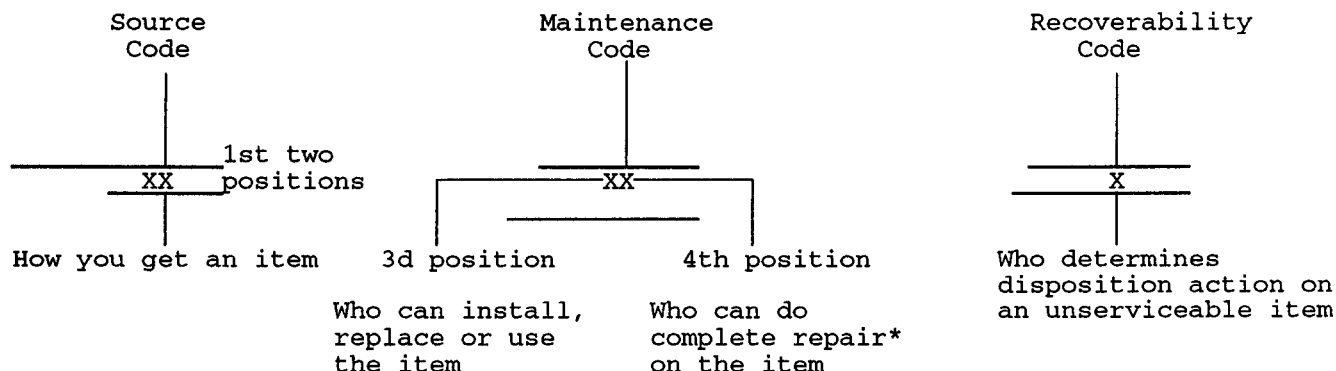 Source
Code
Maintenance
Code
Recoverability
Code
1st two
positions
XX
XX
X
How you get an item
3d position
4th position
Who can install,
replace or use
the item
Who can do
complete repair*
on the item
Who determines
disposition action on
an unserviceable item